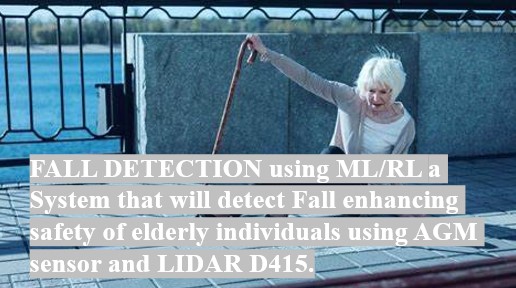 FALL DETECTION using ML/RL a
System that will detect Fall enhancing
safety of elderly individuals using AGM
sensor and LIDAR D415.